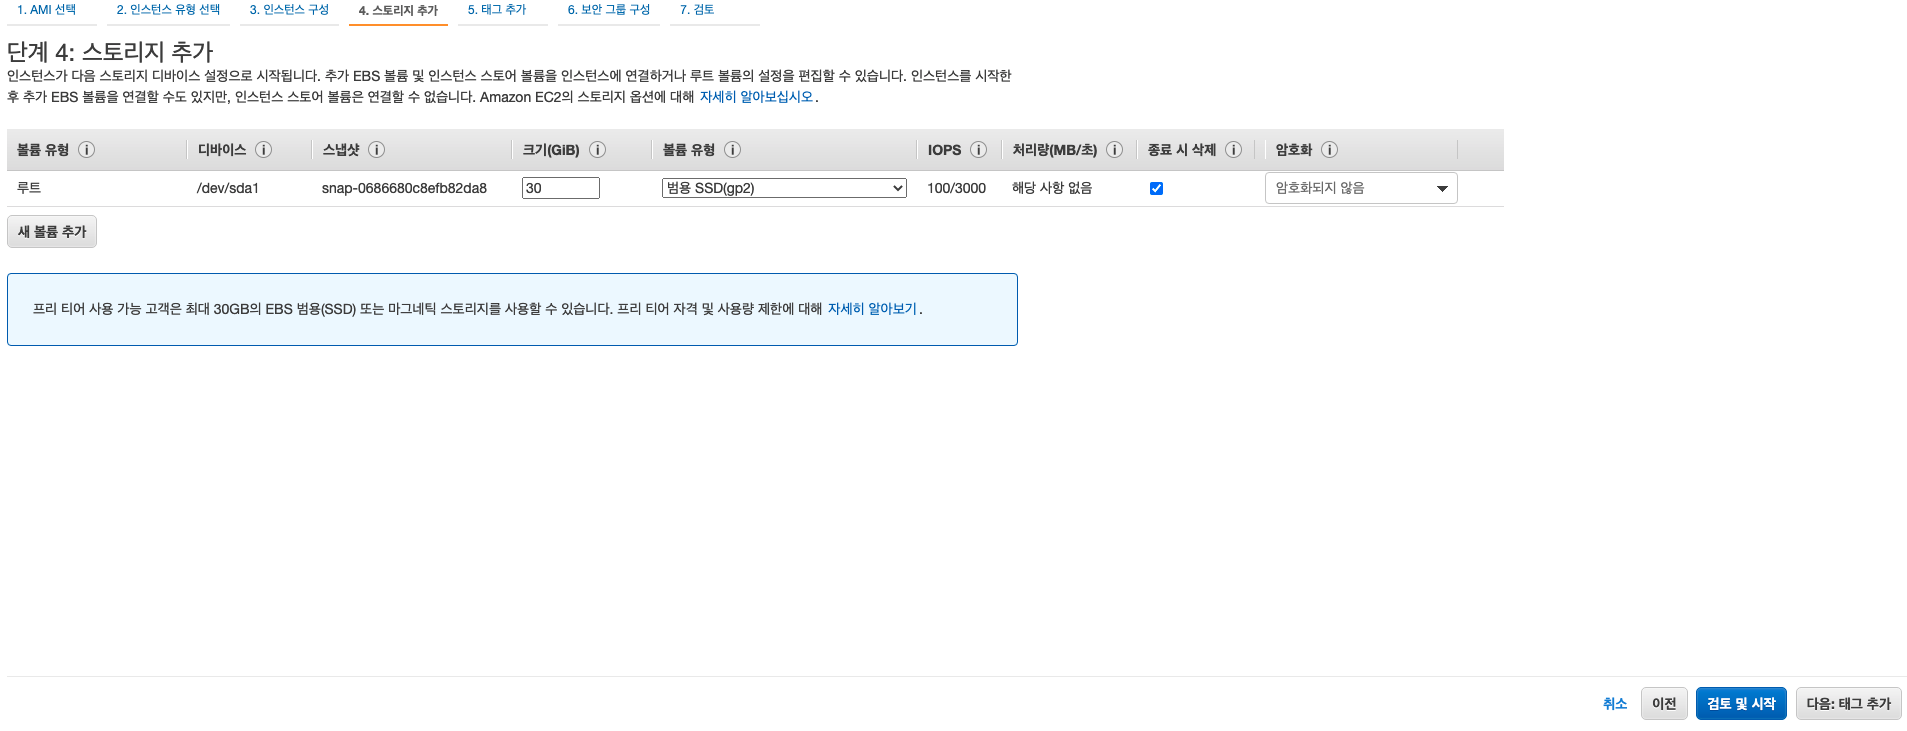 1. AMI 선택 2. 인스턴스 유형 선택 3. 인스턴스 구성 4. 스토리지 추가 5. 태그 추가 6. 보안 그룹 구성 7. 검토
단계 4: 스토리지 추가
인스턴스가 다음 스토리지 디바이스 설정으로 시작됩니다. 추가 EBS 볼륨 및 인스턴스 스토어 볼륨을 인스턴스에 연결하거나 루트 볼륨의 설정을 편집할 수 있습니다. 인스턴스를 시작한
후 추가 EBS 볼륨을 연결할 수도 있지만, 인스턴스 스토어 볼륨은 연결할 수 없습니다. Amazon EC2의 스토리지 옵션에 대해 자세히 알아보십시오.
볼륨 유형 i 디바이스 i 스냅샷 i 크기(GiB) i 볼륨 유형 i IOPS i 처리량(MB/초) i 종료 시 삭제 i 암호화 i
루트 /dev/sda1 snap-0686680c8efb82da8 30 범용 SSD(gp2) 100/3000 해당 사항 없음 암호화되지 않음
새 볼륨 추가
프리 티어 사용 가능 고객은 최대 30GB의 EBS 범용(SSD) 또는 마그네틱 스토리지를 사용할 수 있습니다. 프리 티어 자격 및 사용량 제한에 대해 자세히 알아보기.
취소 이전 검토 및 시작 다음: 태그 추가